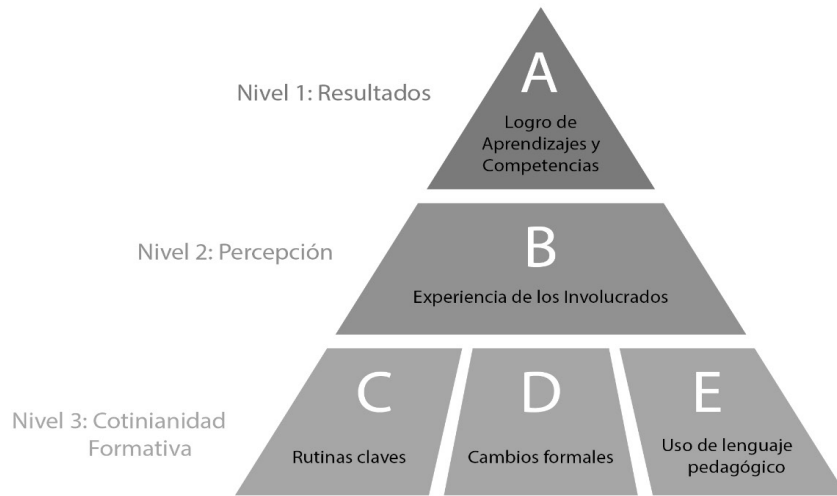 A
Nivel 1: Resultados
Logro de
Aprendizajes y
Competencias
B
Nivel 2: Percepción
Experiencia de los Involucrados
C
D
E
Nivel 3: Cotinianidad
Formativa
Rutinas claves
Cambios formales
Uso de lenguaje
pedagógico